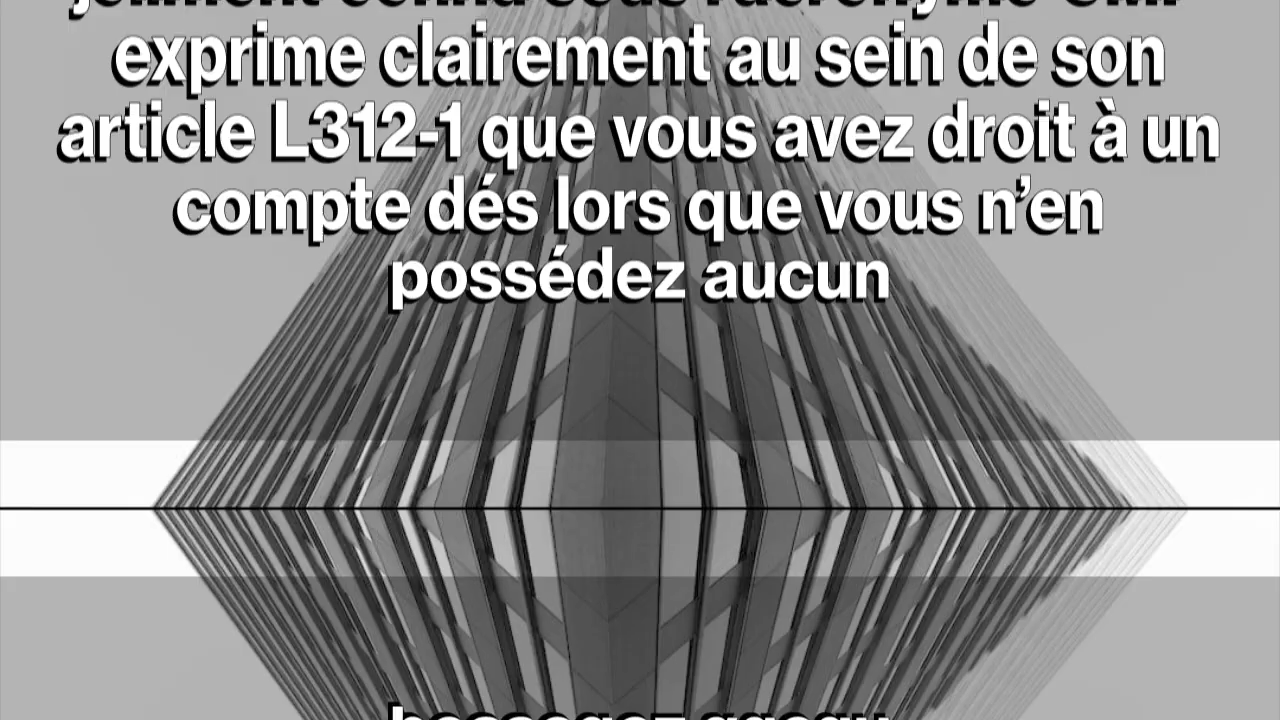 exprime clairement au sein de son
article L312-1 que vous avez droit à un
compte dés lors que vous n'en
possédez aucun